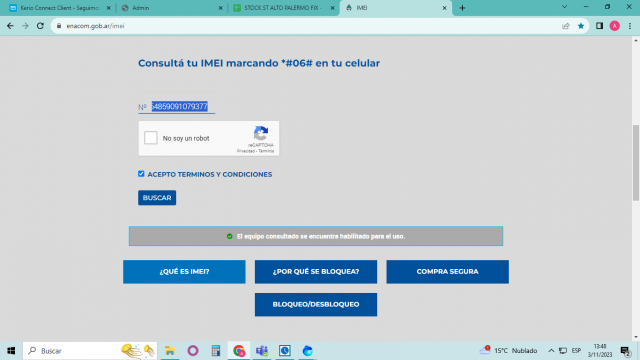 Kerio Connect Client - Seguimie
Admin
STOCK ST ALTO PALERMO FIX -
IMEI
enacom.gob.ar/imei
A
Consultá tu IMEI marcando *#06# en tu celular
Nº 54859091079377
No soy un robot
reCAPTCHA
Privacidad - Términos
ACEPTO TERMINOS Y CONDICIONES
BUSCAR
El equipo consultado se encuentra habilitado para el uso.
¿QUÉ ES IMEI? ¿POR QUÉ SE BLOQUEA? COMPRA SEGURA
BLOQUEO/DESBLOQUEO
Buscar
15°C Nublado
ESP
13:48
3/11/2023